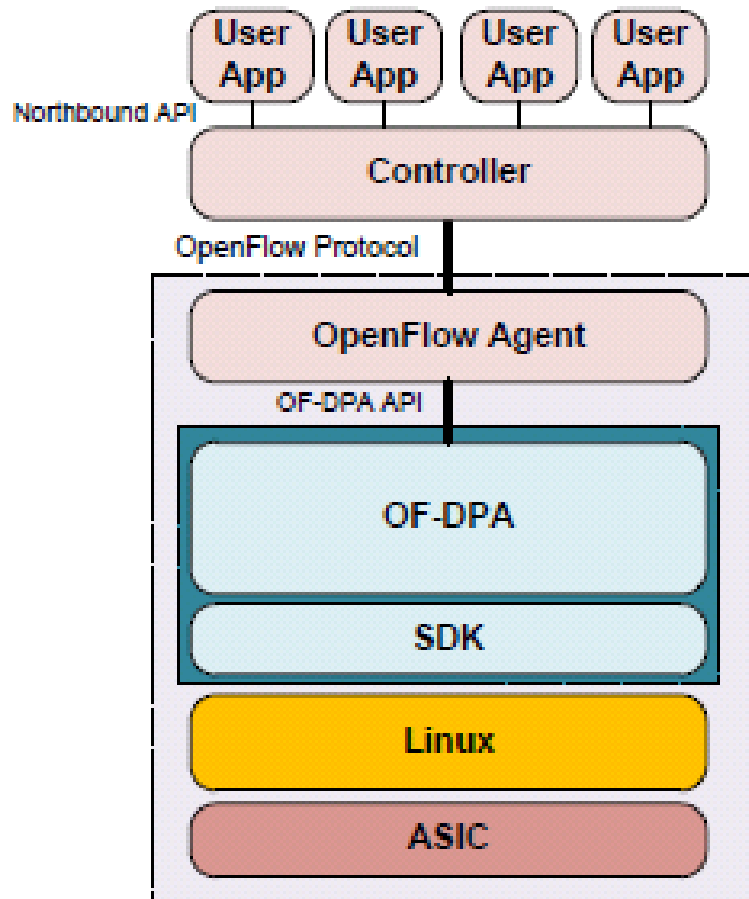 User App
User App
User App
User App
Northbound API
Controller
OpenFlow Protocol
OpenFlow Agent
OF-DPA API
OF-DPA
SDK
Linux
ASIC